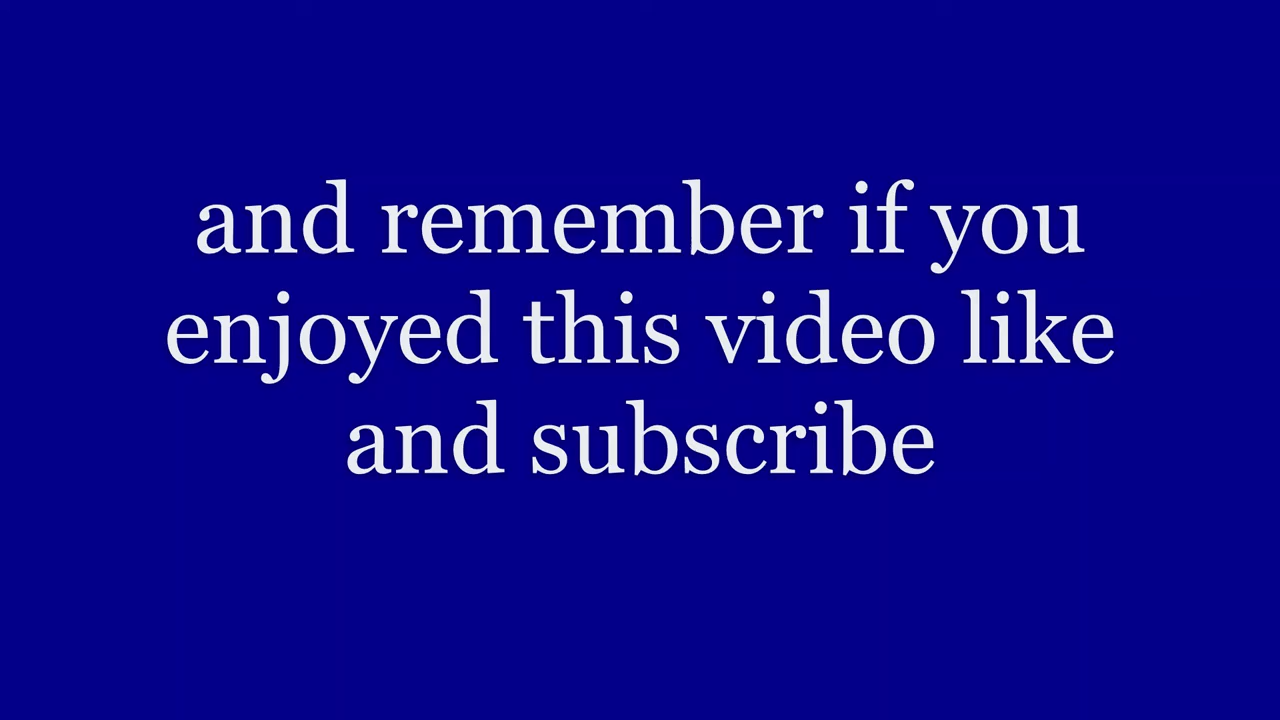 and remember if you
enjoyed this video like
and subscribe